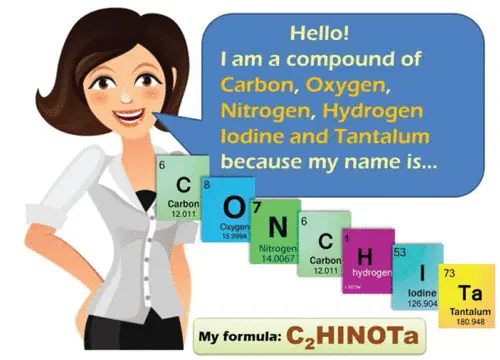 Hello!
I am a compound of
Carbon, Oxygen,
Nitrogen, Hydrogen
Iodine and Tantalum
because my name is...
6
C
Carbon
12.011
8
O
Oxygen
15.9994
7
N
Nitrogen
14.0067
6
C
Carbon
12.011
1
H
hydrogen
53
I
Iodine
126.904
73
Ta
Tantalum
180.948
My formula: C₂HINOTa